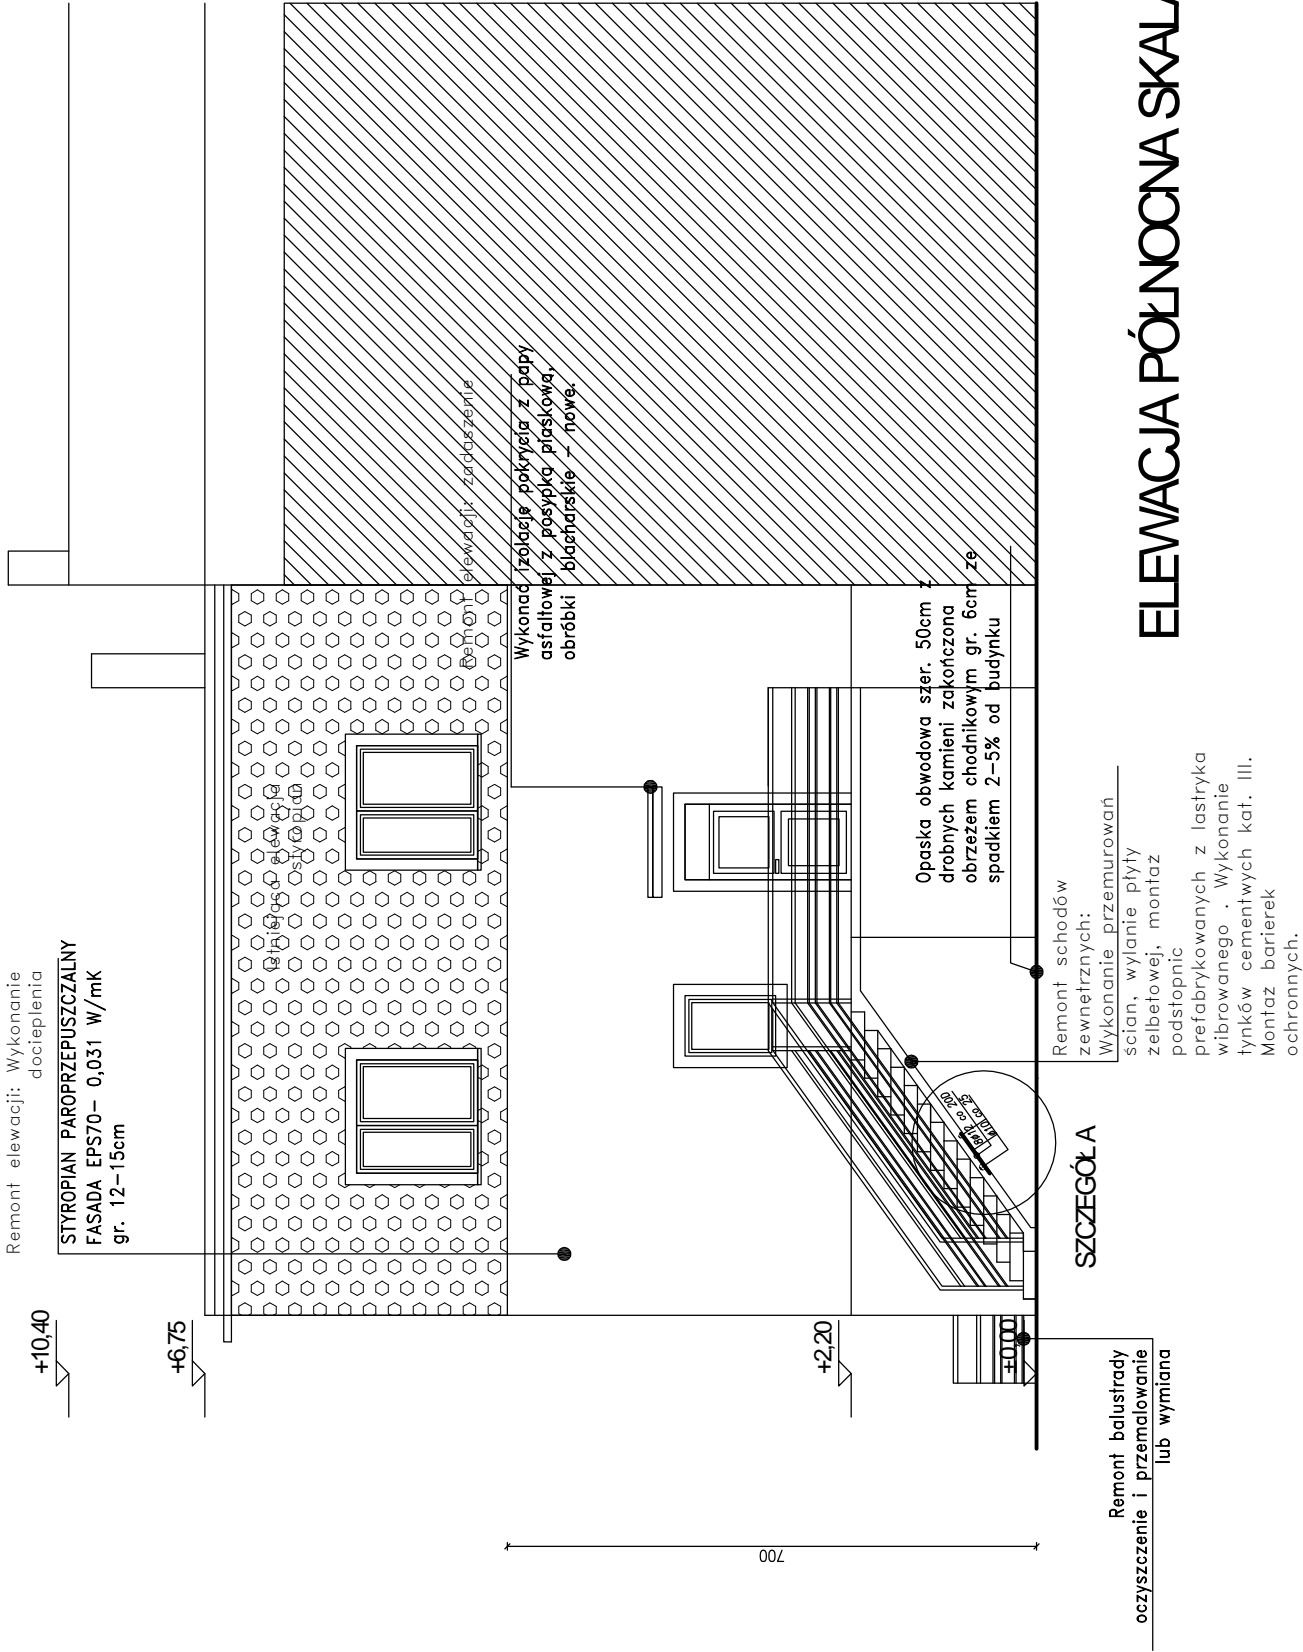 Remont elewacji: Wykonanie
docieplenia
STYROPIAN PAROPRZEPUSZCZALNY
FASADA EPS70- 0,031 W/mK
gr. 12-15cm
+10,40
+6,75
+2,20
±0,00
istniejąca elewacja
styropian
Remont elewacji: zadaszenie
Wykonać izolację pokrycia z papy
asfaltowej z posypką piaskową,
obróbki blacharskie - nowe.
Opaska obwodowa szer. 50cm z
drobnych kamieni zakończona
obrzeżem chodnikowym gr. 6cm ze
spadkiem 2-5% od budynku
Remont schodów
zewnętrznych:
Wykonanie przemurowań
ścian, wylanie płyty
żelbetowej, montaż
podstopnic
prefabrykowanych z lastryka
wibrowanego . Wykonanie
tynków cementwych kat. III.
Montaż barierek
ochronnych.
SZCZEGÓŁ A
Remont balustrady
oczyszczenie i przemalowanie
lub wymiana
700
ELEWACJA PÓŁNOCNA SKALA